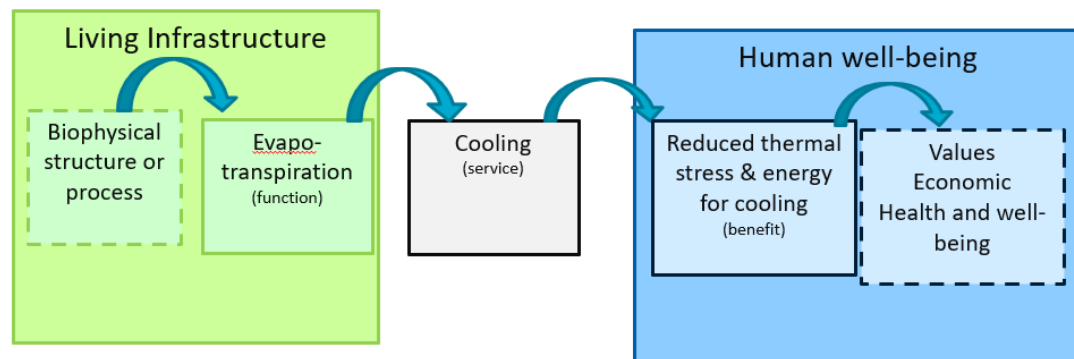 Living Infrastructure
Biophysical
structure or
process
Evapo-
transpiration
(function)
Cooling
(service)
Human well-being
Reduced thermal
stress & energy
for cooling
(benefit)
Values
Economic
Health and well-
being